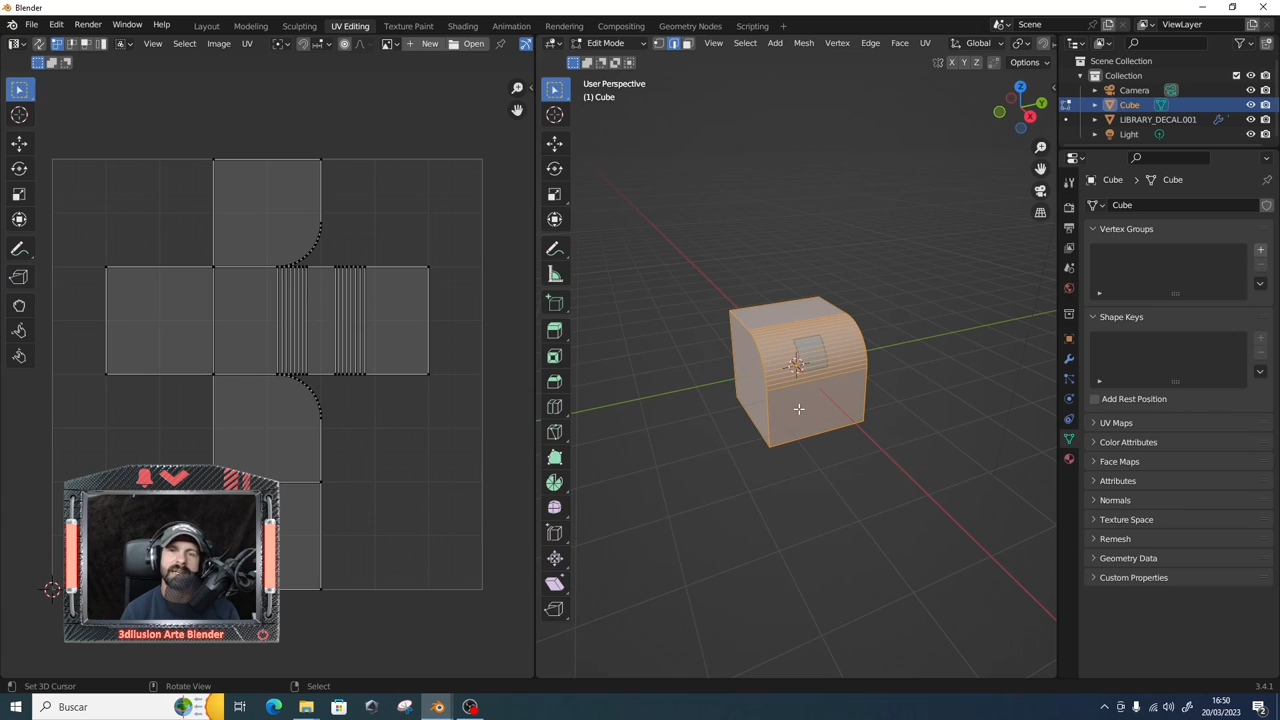 Blender
File Edit Render Window Help Layout Modeling Sculpting UV Editing Texture Paint Shading Animation Rendering Compositing Geometry Nodes Scripting + Scene ViewLayer
View Select Image UV New Open Edit Mode View Select Add Mesh Vertex Edge Face UV Global
X Y Z Options
Scene Collection
Collection
Camera
Cube
LIBRARY_DECAL.001
Light
User Perspective
(1) Cube
Z
Y
X
Cube Cube
Cube
Vertex Groups
Shape Keys
Add Rest Position
UV Maps
Color Attributes
Face Maps
Attributes
Normals
Texture Space
Remesh
Geometry Data
Custom Properties
3dIlusion Arte Blender
Set 3D Cursor Rotate View Select 3.4.1
Buscar
16:50
20/03/2023
2